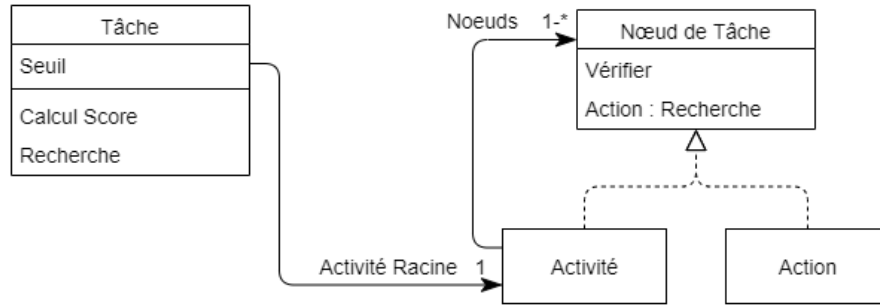 Tâche
Seuil
Calcul Score
Recherche
Noeuds 1-*
Nœud de Tâche
Vérifier
Action : Recherche
Activité Racine 1
Activité
Action